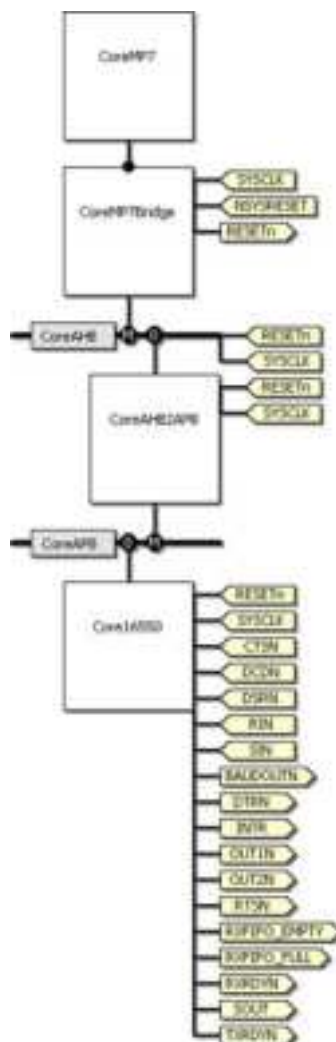 CoreMP7
CoreMP7Bridge
SYSCLK
NSYSRESET
RESETn
CoreAHB
RESETn
SYSCLK
CoreAHB2APB
RESETn
SYSCLK
CoreAPB
Core16550
RESETn
SYSCLK
CTSN
DCDN
DSRN
RIN
SIN
BAUDOUTN
DTRN
INTR
OUT1N
OUT2N
RTSN
RXFIFO_EMPTY
RXFIFO_FULL
RXRDYN
SOUT
TXRDYN